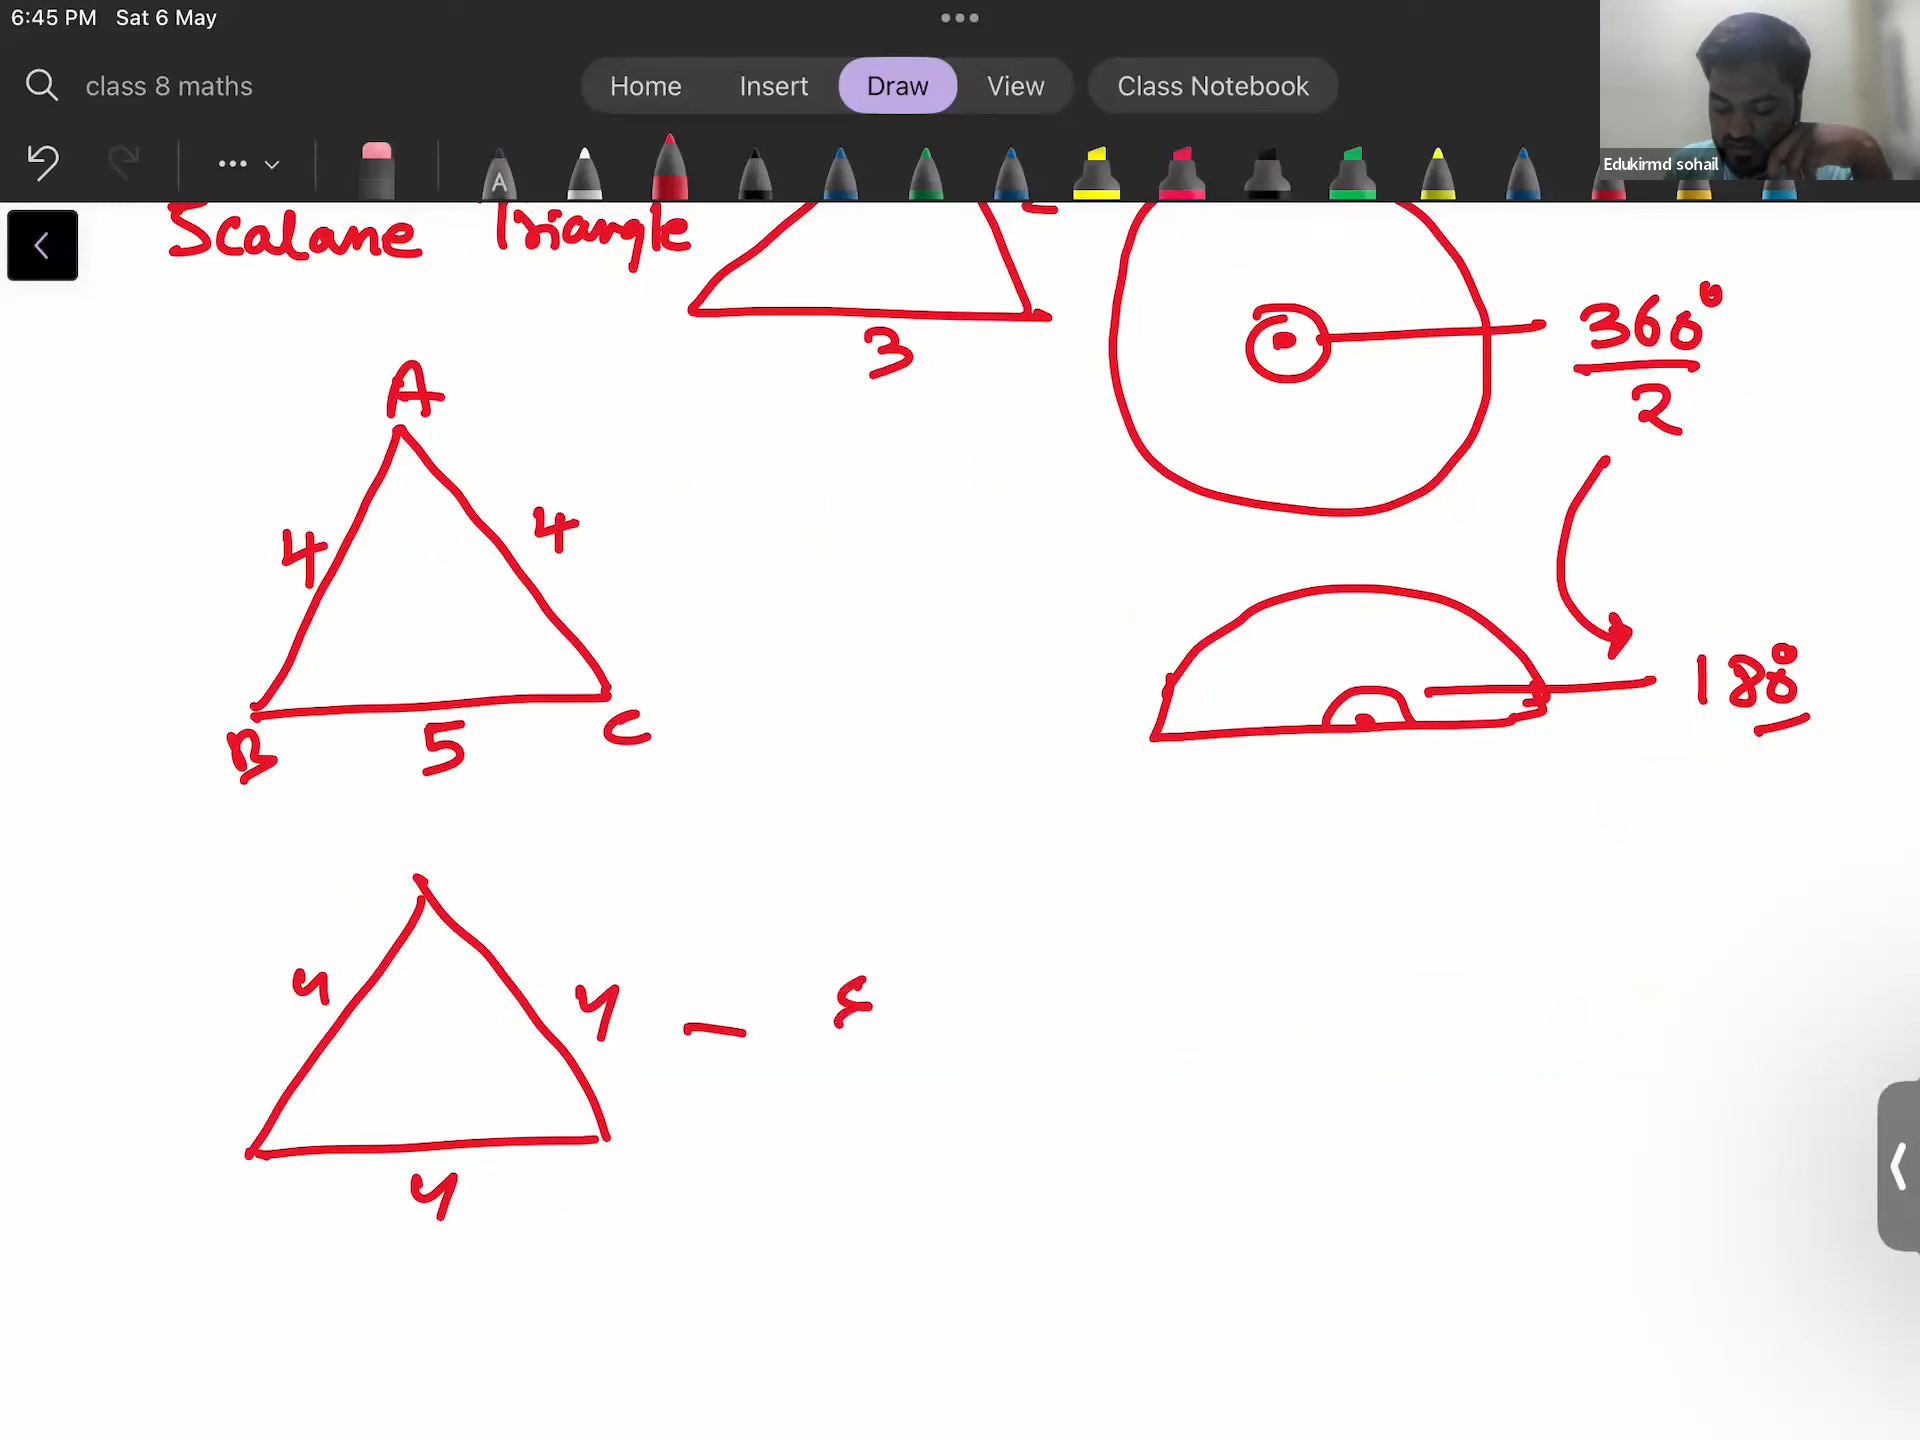 6:45 PM Sat 6 May
class 8 maths
Home Insert Draw View Class Notebook
A
Edukirmd sohail
Scalane Triangle
3
360°
2
A
4
4
B
5
C
180°
4
4
4